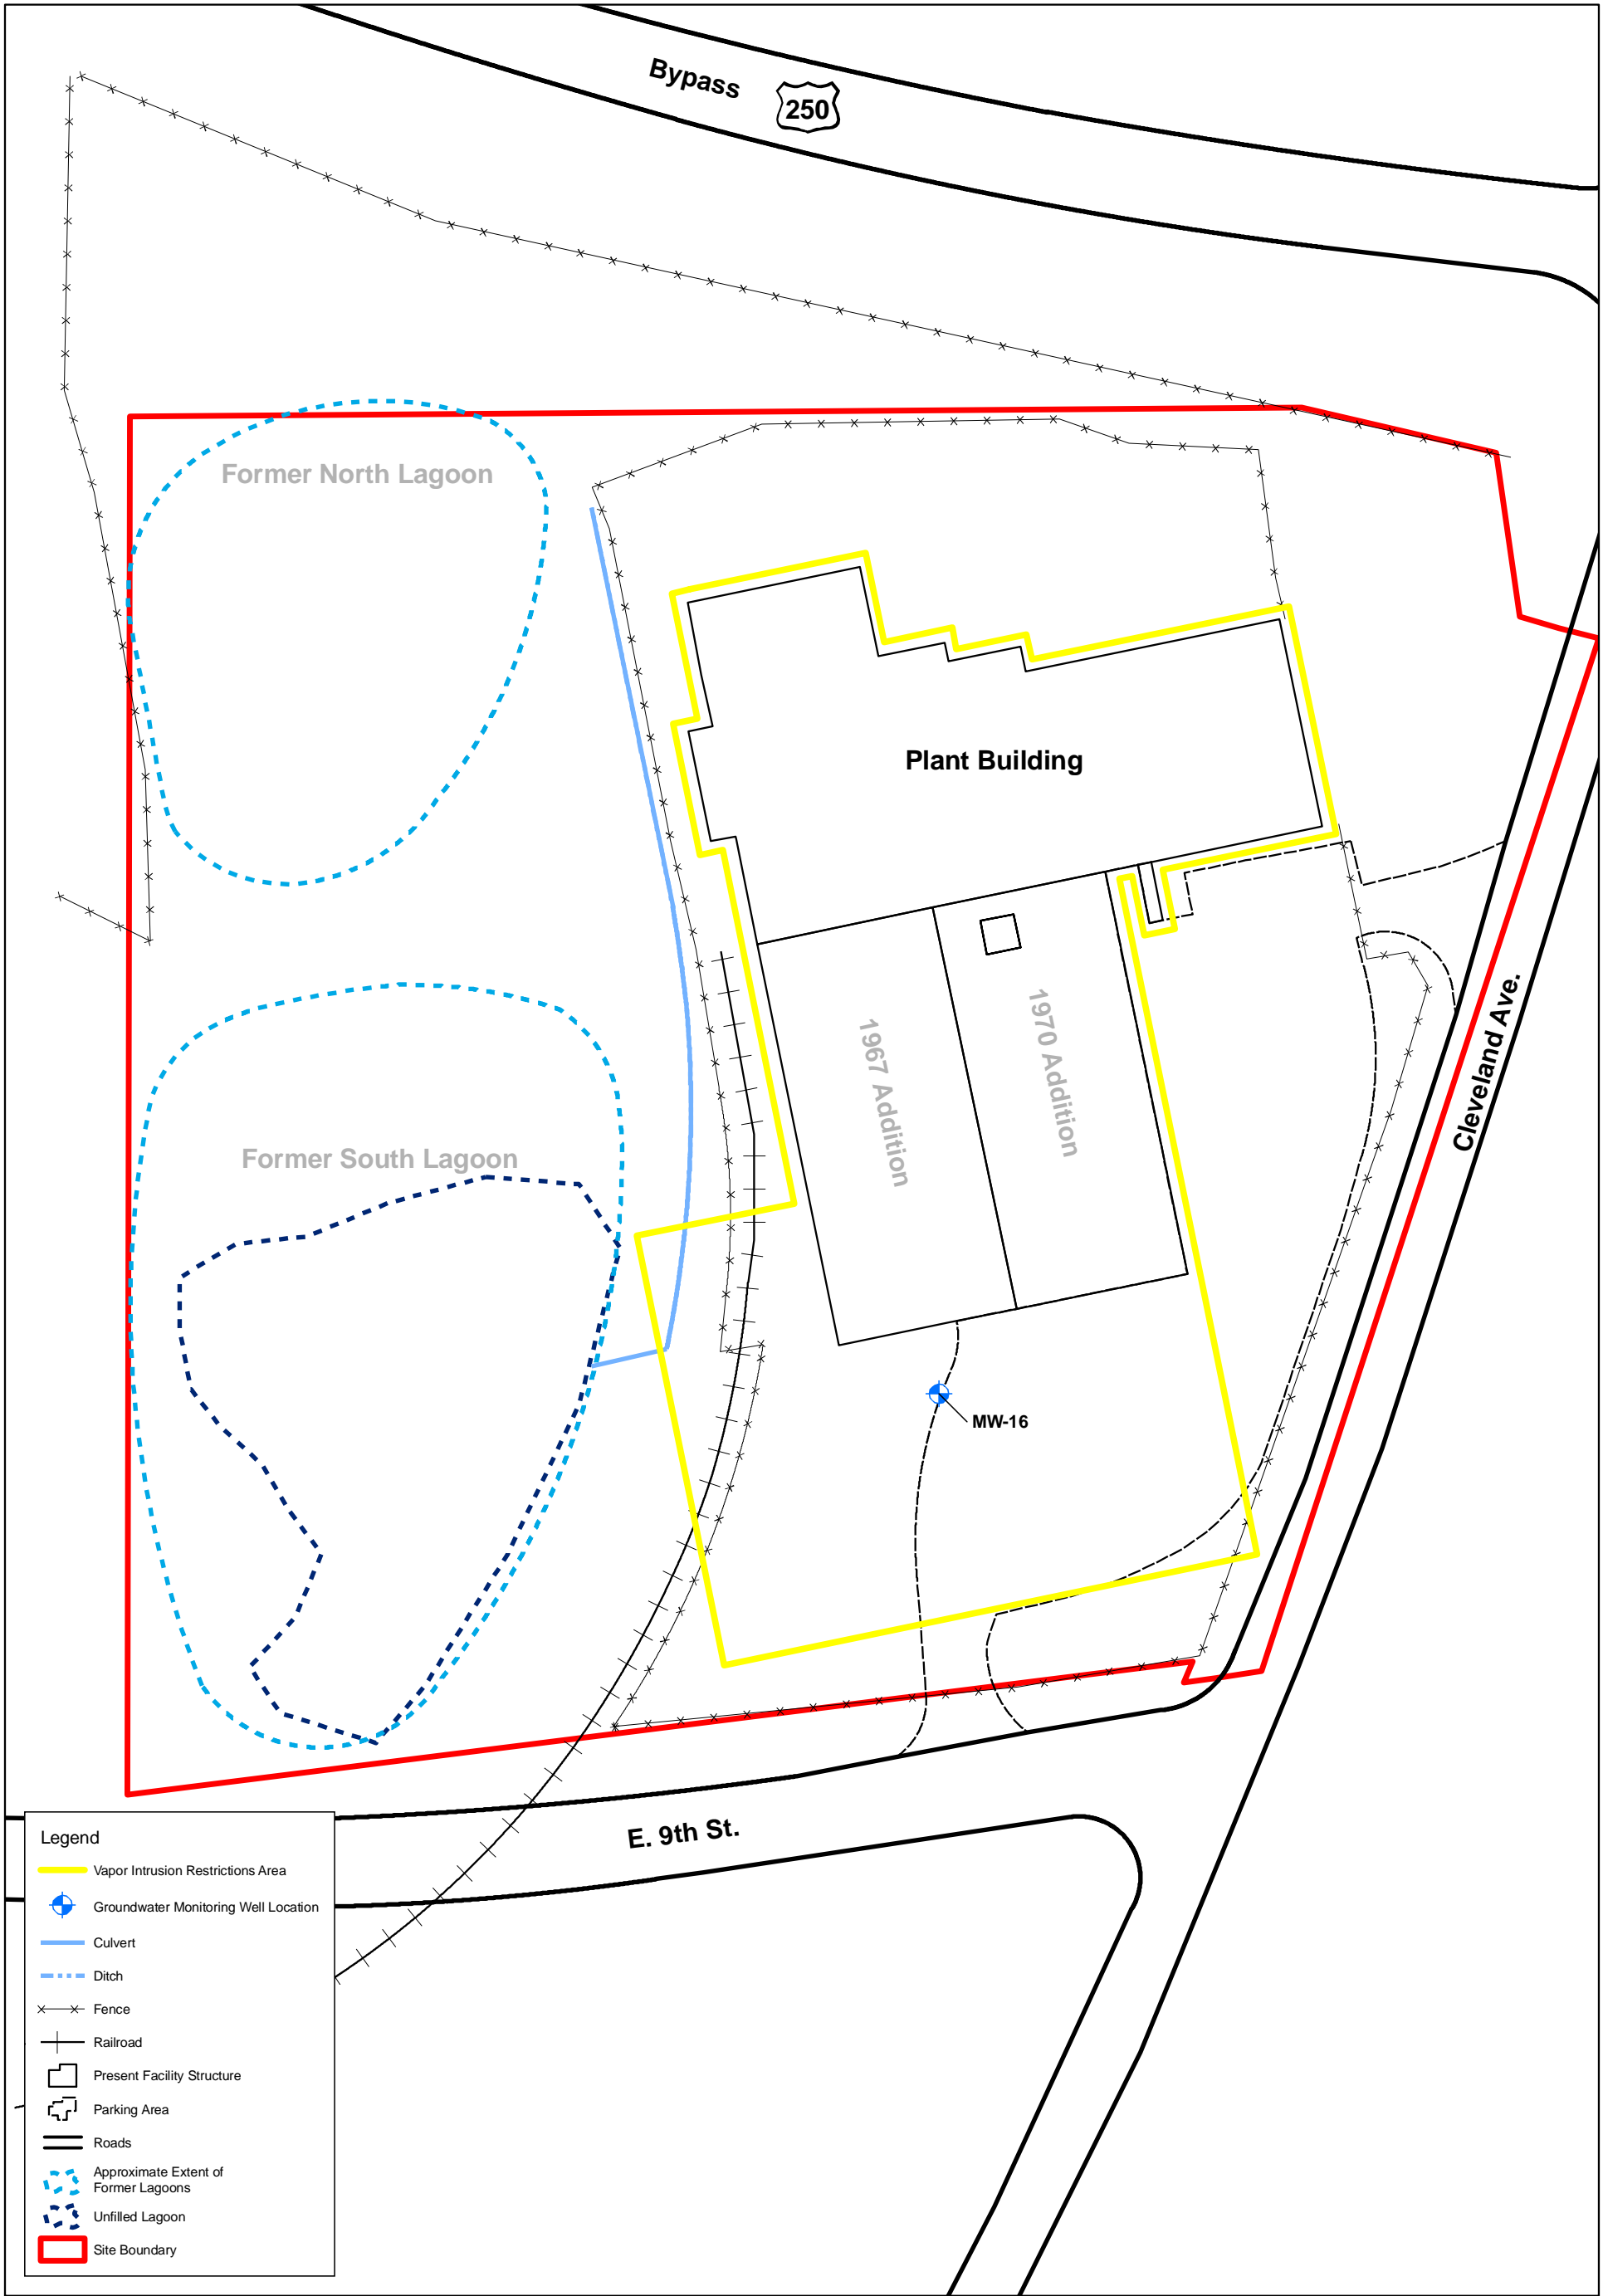 Bypass
250
Former North Lagoon
Plant Building
1967 Addition
1970 Addition
Cleveland Ave.
Former South Lagoon
MW-16
E. 9th St.
Legend
Vapor Intrusion Restrictions Area
Groundwater Monitoring Well Location
Culvert
Ditch
Fence
Railroad
Present Facility Structure
Parking Area
Roads
Approximate Extent of
Former Lagoons
Unfilled Lagoon
Site Boundary